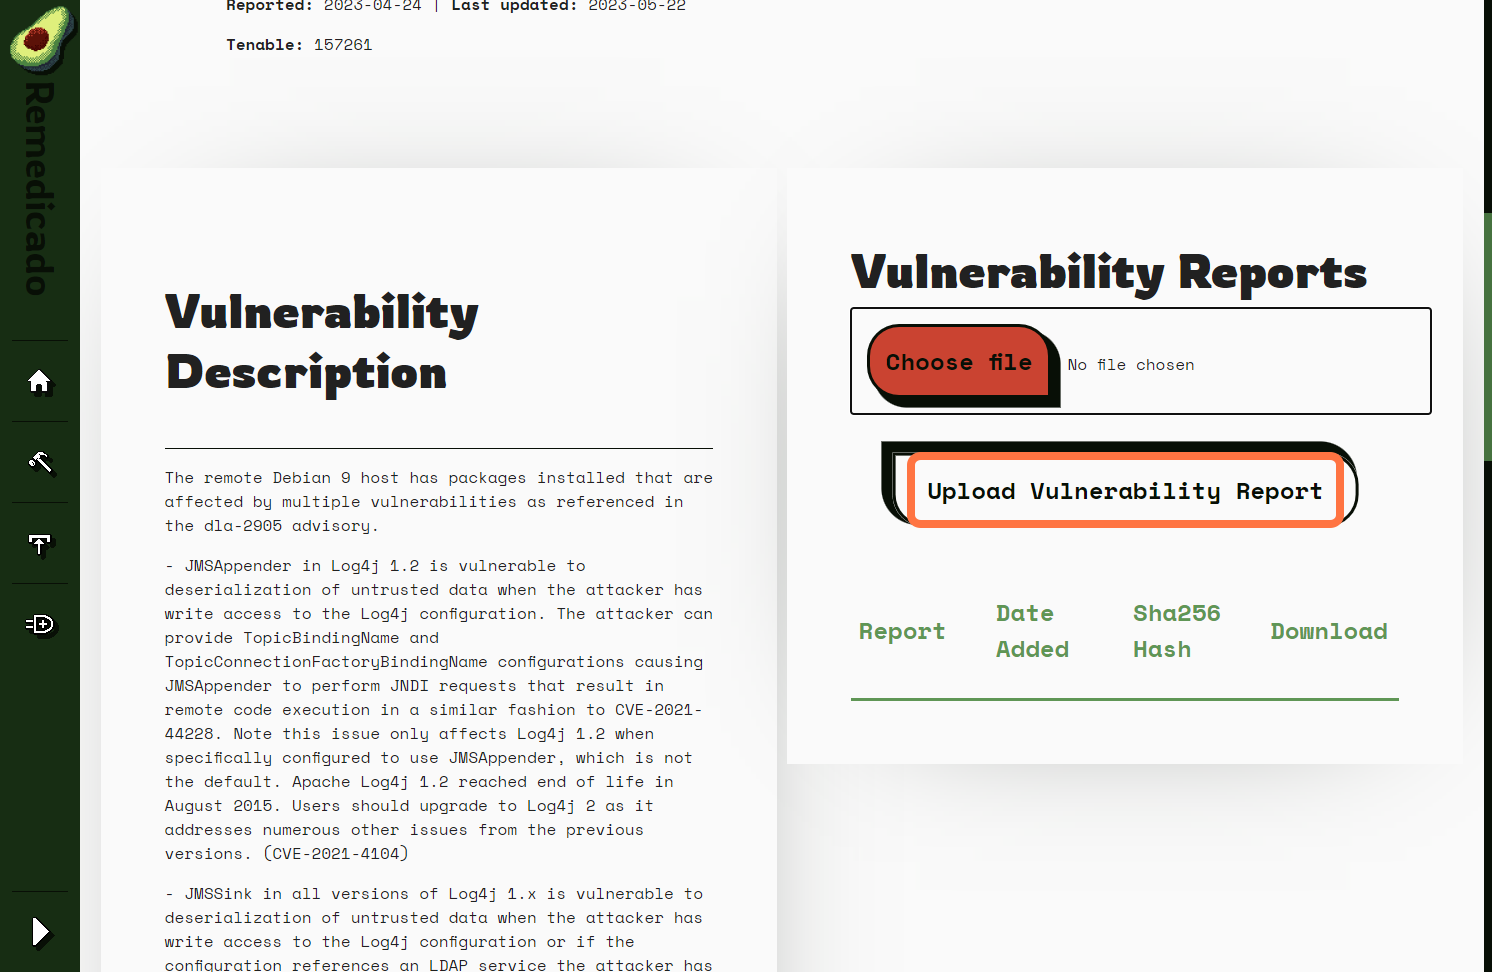 Reported: 2023-04-24 | Last updated: 2023-05-22
Tenable: 157261
Remedicado
Vulnerability
Description
The remote Debian 9 host has packages installed that are
affected by multiple vulnerabilities as referenced in
the dla-2905 advisory.
- JMSAppender in Log4j 1.2 is vulnerable to
deserialization of untrusted data when the attacker has
write access to the Log4j configuration. The attacker can
provide TopicBindingName and
TopicConnectionFactoryBindingName configurations causing
JMSAppender to perform JNDI requests that result in
remote code execution in a similar fashion to CVE-2021-
44228. Note this issue only affects Log4j 1.2 when
specifically configured to use JMSAppender, which is not
the default. Apache Log4j 1.2 reached end of life in
August 2015. Users should upgrade to Log4j 2 as it
addresses numerous other issues from the previous
versions. (CVE-2021-4104)
- JMSSink in all versions of Log4j 1.x is vulnerable to
deserialization of untrusted data when the attacker has
write access to the Log4j configuration or if the
configuration references an LDAP service the attacker has
Vulnerability Reports
Choose file No file chosen
Upload Vulnerability Report
Report
Date
Added
Sha256
Hash
Download